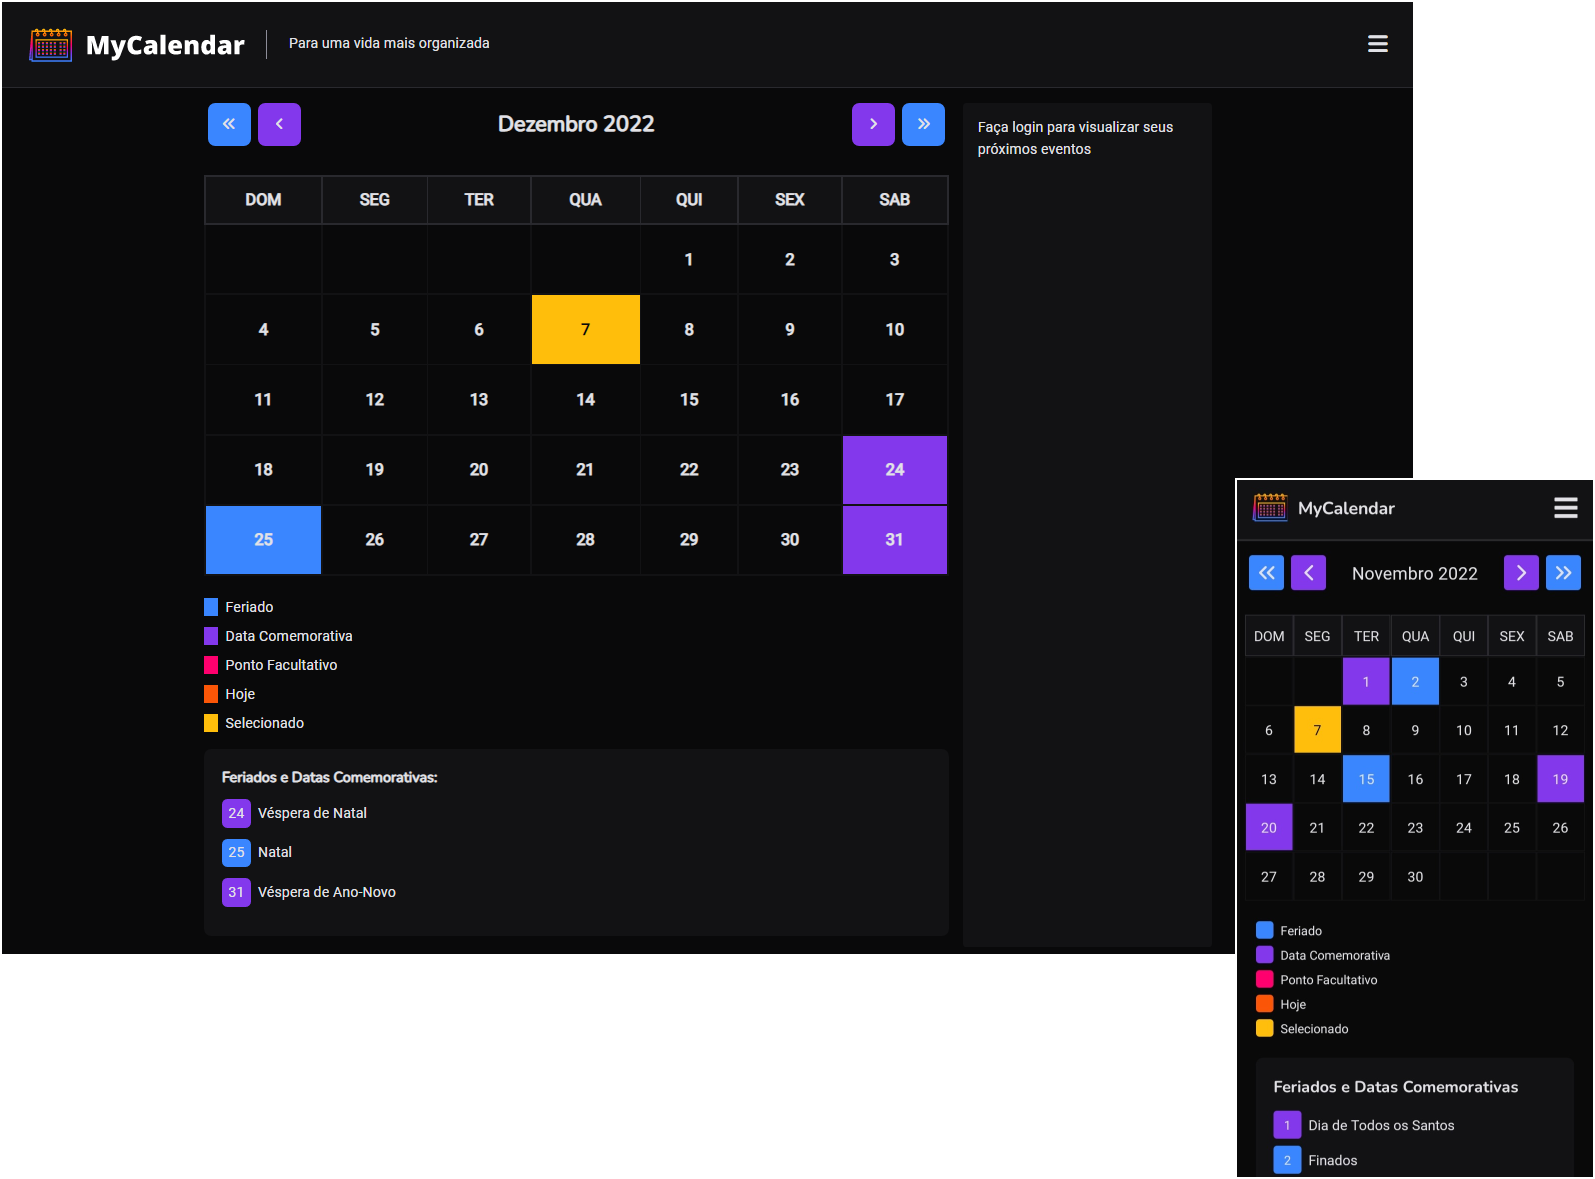 MyCalendar
Para uma vida mais organizada
Dezembro 2022
Faça login para visualizar seus
próximos eventos
DOM SEG TER QUA QUI SEX SAB
1 2 3
4 5 6 7 8 9 10
11 12 13 14 15 16 17
18 19 20 21 22 23 24
25 26 27 28 29 30 31
Feriado
Data Comemorativa
Ponto Facultativo
Hoje
Selecionado
Feriados e Datas Comemorativas:
24 Véspera de Natal
25 Natal
31 Véspera de Ano-Novo
MyCalendar
Novembro 2022
DOM SEG TER QUA QUI SEX SAB
1 2 3 4 5
6 7 8 9 10 11 12
13 14 15 16 17 18 19
20 21 22 23 24 25 26
27 28 29 30
Feriado
Data Comemorativa
Ponto Facultativo
Hoje
Selecionado
Feriados e Datas Comemorativas
1 Dia de Todos os Santos
2 Finados